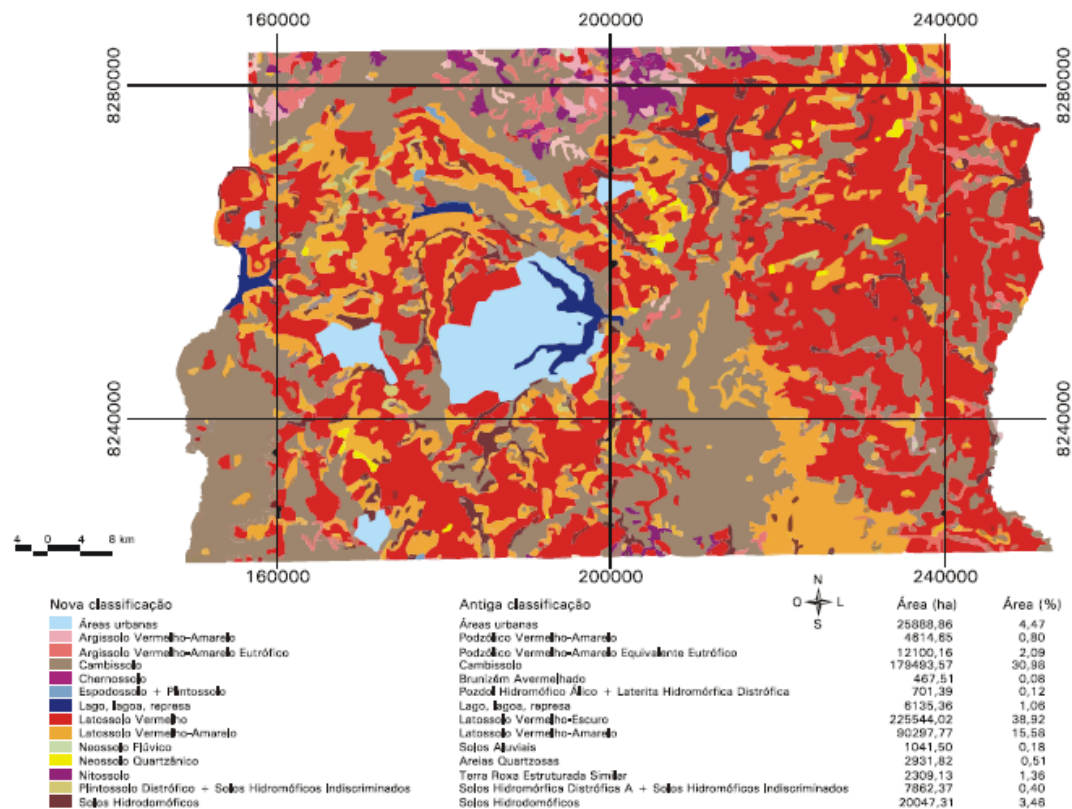 160000 200000 240000
8280000 8280000
8240000 8240000
4 0 4 8 km
160000 200000 240000
N
O L
S
Nova classificação Antiga classificação Área (ha) Área (%)
Áreas urbanas Áreas urbanas 25888,86 4,47
Argissolo Vermelho-Amarelo Podzólico Vermelho-Amarelo 4614,65 0,80
Argissolo Vermelho-Amarelo Eutrófico Podzólico Vermelho-Amarelo Equivalente Eutrófico 12100,16 2,09
Cambissolo Cambissolo 179493,57 30,98
Chernossolo Brunizém Avermelhado 467,51 0,08
Espodossolo + Plintossolo Pozdol Hidromófico Álico + Laterita Hidromórfica Distrófica 701,39 0,12
Lago, lagoa, represa Lago, lagoa, represa 6135,36 1,06
Latossolo Vermelho Latossolo Vermelho-Escuro 225544,02 38,92
Latossolo Vermelho-Amarelo Latossolo Vermelho-Amarelo 90297,77 15,58
Neossolo Flúvico Solos Aluviais 1041,50 0,18
Neossolo Quartzânico Areias Quartzosas 2931,82 0,51
Nitossolo Terra Roxa Estruturada Similar 2309,13 1,36
Plintossolo Distrófico + Solos Hidromóficos Indiscriminados Solos Hidromórfica Distrófica A + Solos Hidromóficos Indiscriminados 7862,37 0,40
Solos Hidrodomóficos Solos Hidrodomóficos 20047,31 3,46